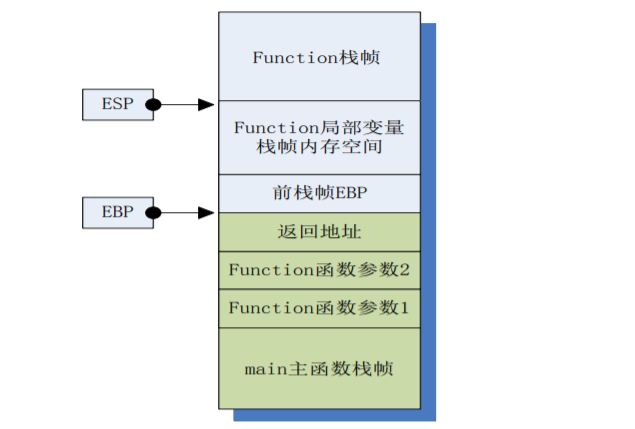 Function栈帧
ESP
Function局部变量
栈帧内存空间
前栈帧EBP
EBP
返回地址
Function函数参数2
Function函数参数1
main主函数栈帧